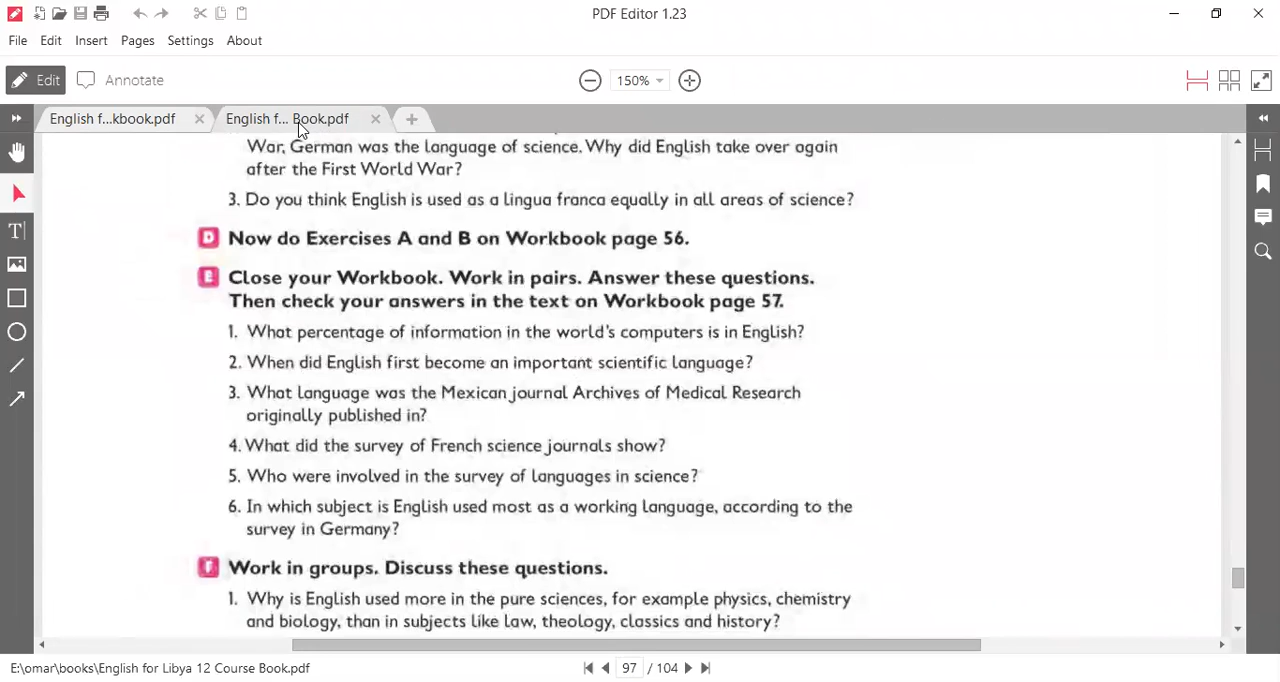 PDF Editor 1.23
File Edit Insert Pages Settings About
Edit Annotate 150%
English f...kbook.pdf English f... Book.pdf
War, German was the language of science. Why did English take over again
after the First World War?
3. Do you think English is used as a lingua franca equally in all areas of science?
D Now do Exercises A and B on Workbook page 56.
E Close your Workbook. Work in pairs. Answer these questions.
Then check your answers in the text on Workbook page 57.
1. What percentage of information in the world's computers is in English?
2. When did English first become an important scientific language?
3. What language was the Mexican journal Archives of Medical Research
originally published in?
4. What did the survey of French science journals show?
5. Who were involved in the survey of languages in science?
6. In which subject is English used most as a working language, according to the
survey in Germany?
F Work in groups. Discuss these questions.
1. Why is English used more in the pure sciences, for example physics, chemistry
and biology, than in subjects like law, theology, classics and history?
E:\omar\books\English for Libya 12 Course Book.pdf 97 / 104